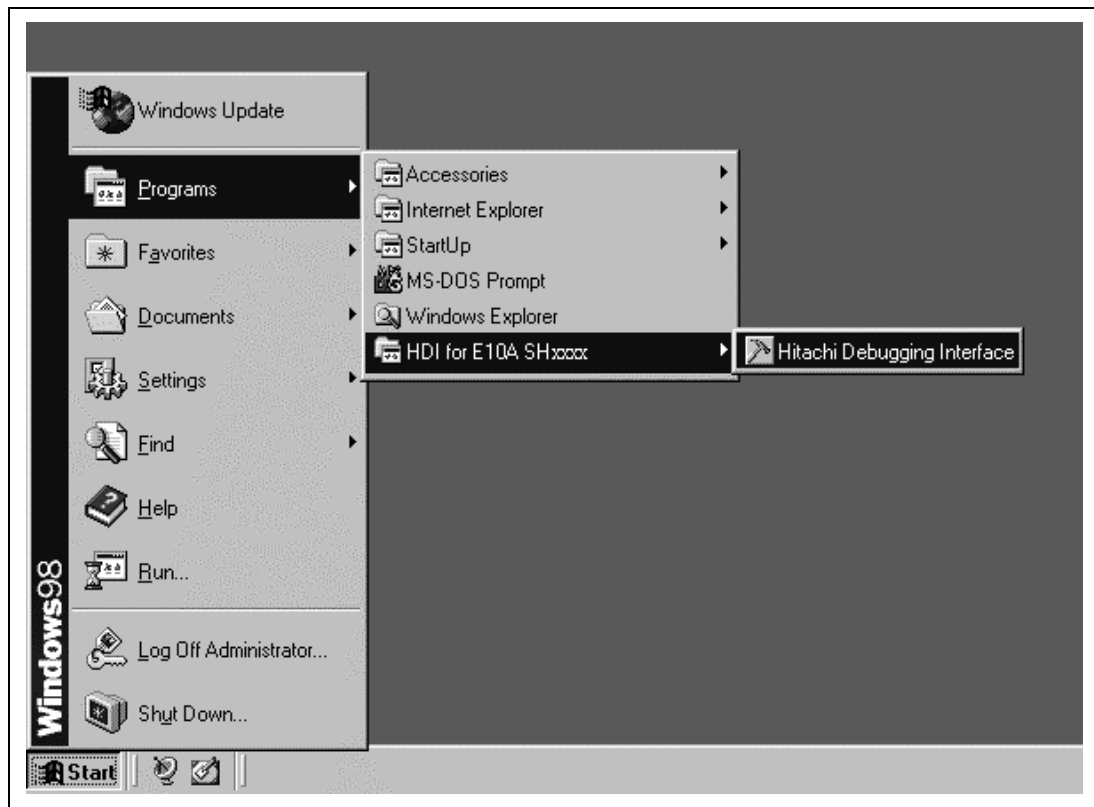 Windows Update
Programs
Favorites
Documents
Settings
Find
Help
Run...
Log Off Administrator...
Shut Down...
Windows98
Accessories
Internet Explorer
StartUp
MS-DOS Prompt
Windows Explorer
HDI for E10A SHxxxx
Hitachi Debugging Interface
Start